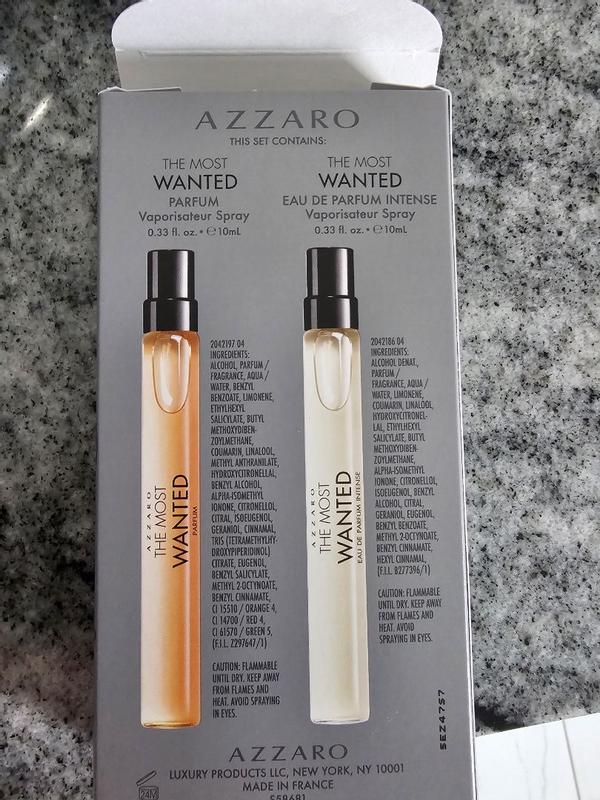 AZZARO
THIS SET CONTAINS:
THE MOST
WANTED
PARFUM
Vaporisateur Spray
0.33 fl. oz. • ℮10mL
THE MOST
WANTED
EAU DE PARFUM INTENSE
Vaporisateur Spray
0.33 fl. oz. • ℮10mL
AZZARO
THE MOST
WANTED
PARFUM
2042197 04
INGREDIENTS:
ALCOHOL, PARFUM /
FRAGRANCE, AQUA /
WATER, BENZYL
BENZOATE, LIMONENE,
ETHYLHEXYL
SALICYLATE, BUTYL
METHOXYDIBEN-
ZOYLMETHANE,
COUMARIN, LINALOOL,
METHYL ANTHRANILATE,
HYDROXYCITRONELLAL,
BENZYL ALCOHOL,
ALPHA-ISOMETHYL
IONONE, CITRONELLOL,
CITRAL, ISOEUGENOL,
GERANIOL, CINNAMAL,
TRIS (TETRAMETHYLHY-
DROXYPIPERIDINOL)
CITRATE, EUGENOL,
BENZYL SALICYLATE,
METHYL 2-OCTYNOATE,
BENZYL CINNAMATE,
CI 15510 / ORANGE 4,
CI 14700 / RED 4,
CI 61570 / GREEN 5,
(F.I.L. Z297647/1)
CAUTION: FLAMMABLE
UNTIL DRY. KEEP AWAY
FROM FLAMES AND
HEAT. AVOID SPRAYING
IN EYES.
AZZARO
THE MOST
WANTED
EAU DE PARFUM INTENSE
2042186 04
INGREDIENTS:
ALCOHOL DENAT.,
PARFUM /
FRAGRANCE, AQUA /
WATER, LIMONENE,
COUMARIN, LINALOOL,
HYDROXYCITRONEL-
LAL, ETHYLHEXYL
SALICYLATE, BUTYL
METHOXYDIBEN-
ZOYLMETHANE,
ALPHA-ISOMETHYL
IONONE, CITRONELLOL,
ISOEUGENOL, BENZYL
ALCOHOL, CITRAL,
GERANIOL, EUGENOL,
BENZYL BENZOATE,
METHYL 2-OCTYNOATE,
BENZYL CINNAMATE,
HEXYL CINNAMAL,
(F.I.L. B277396/1)
CAUTION: FLAMMABLE
UNTIL DRY. KEEP AWAY
FROM FLAMES AND
HEAT. AVOID
SPRAYING IN EYES.
5EZ4757
AZZARO
24M
LUXURY PRODUCTS LLC, NEW YORK, NY 10001
MADE IN FRANCE